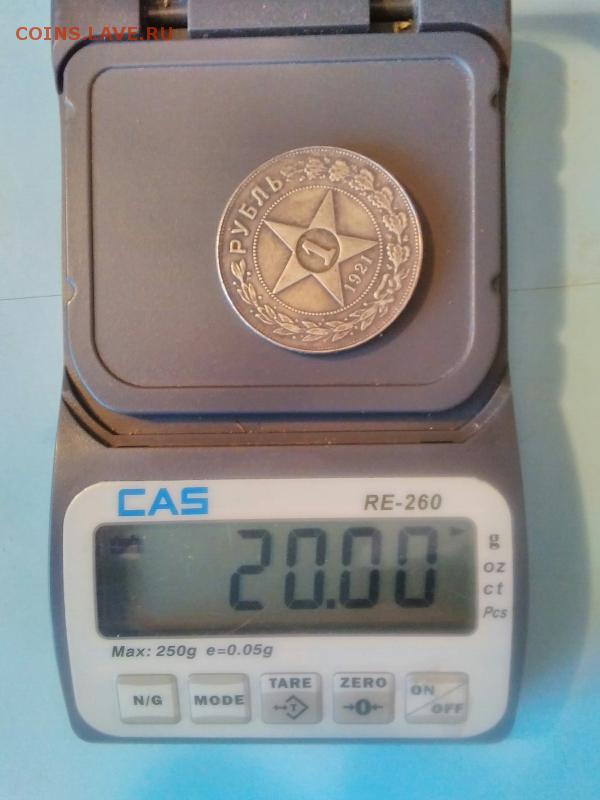 COINS.LAVE.RU
РУБЛЬ
1
1921
CAS
RE-260
20.00
g
oz
ct
Pcs
Max: 250g e=0.05g
N/G
MODE
TARE
T
ZERO
0
ON
OFF